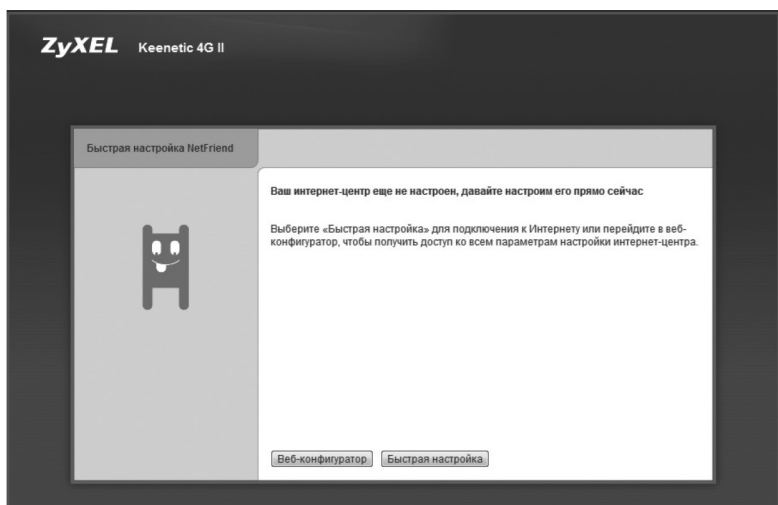 ZyXEL Keenetic 4G II
Быстрая настройка NetFriend
Ваш интернет-центр еще не настроен, давайте настроим его прямо сейчас
Выберите «Быстрая настройка» для подключения к Интернету или перейдите в веб-
конфигуратор, чтобы получить доступ ко всем параметрам настройки интернет-центра.
Веб-конфигуратор Быстрая настройка